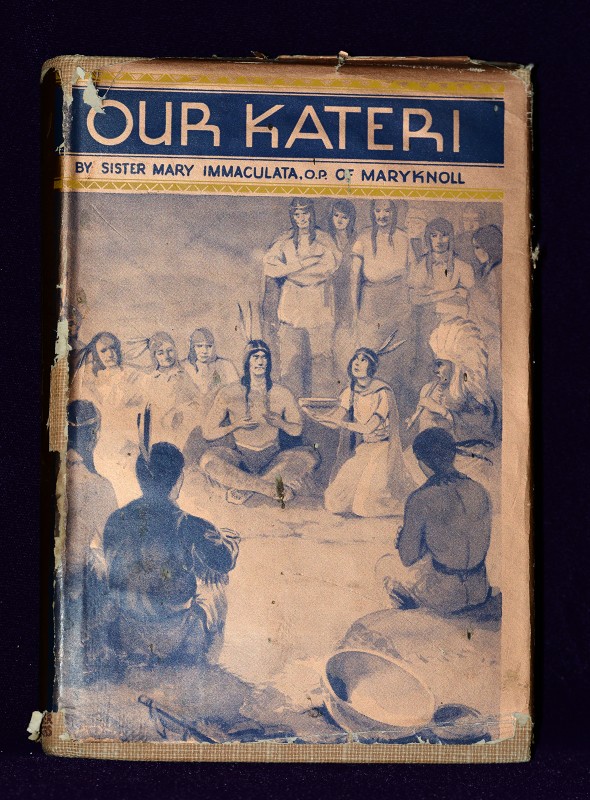 OUR KATERI
BY SISTER MARY IMMACULATA, O.P. OF MARYKNOLL